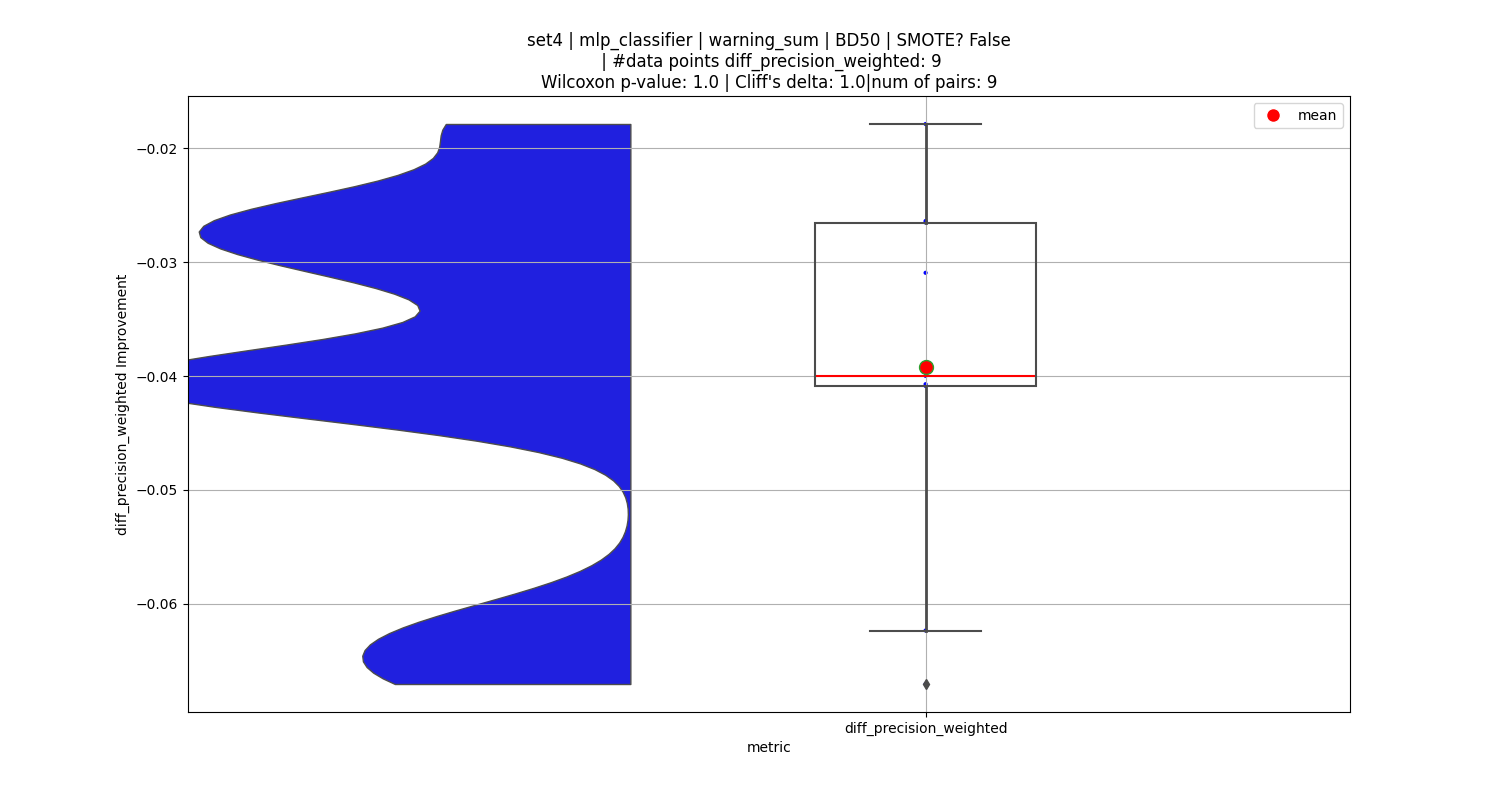 set4 | mlp_classifier | warning_sum | BD50 | SMOTE? False
| #data points diff_precision_weighted: 9
Wilcoxon p-value: 1.0 | Cliff's delta: 1.0|num of pairs: 9
mean
−0.02
−0.03
−0.04
−0.05
−0.06
diff_precision_weighted Improvement
diff_precision_weighted
metric